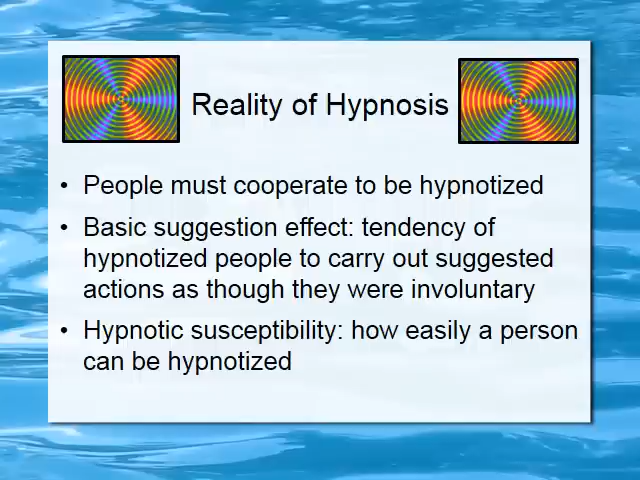 Reality of Hypnosis
• People must cooperate to be hypnotized
• Basic suggestion effect: tendency of
hypnotized people to carry out suggested
actions as though they were involuntary
• Hypnotic susceptibility: how easily a person
can be hypnotized